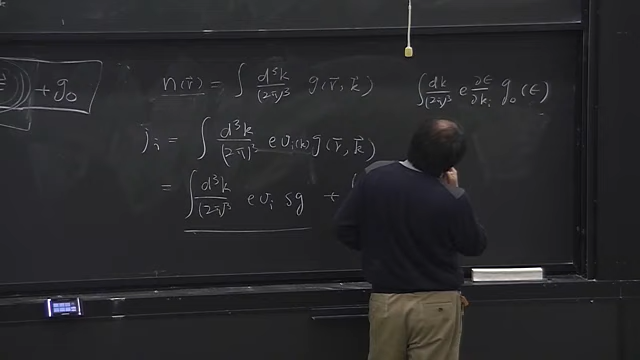 + g₀
n(r⃗) = ∫ d³k/(2π)³ g(r⃗, k⃗)
∫ dk/(2π)³ e ∂ε/∂kᵢ g₀(ε)
jᵢ = ∫ d³k/(2π)³ e vᵢ(k) g(r⃗, k⃗)
= ∫ d³k/(2π)³ e vᵢ δg +